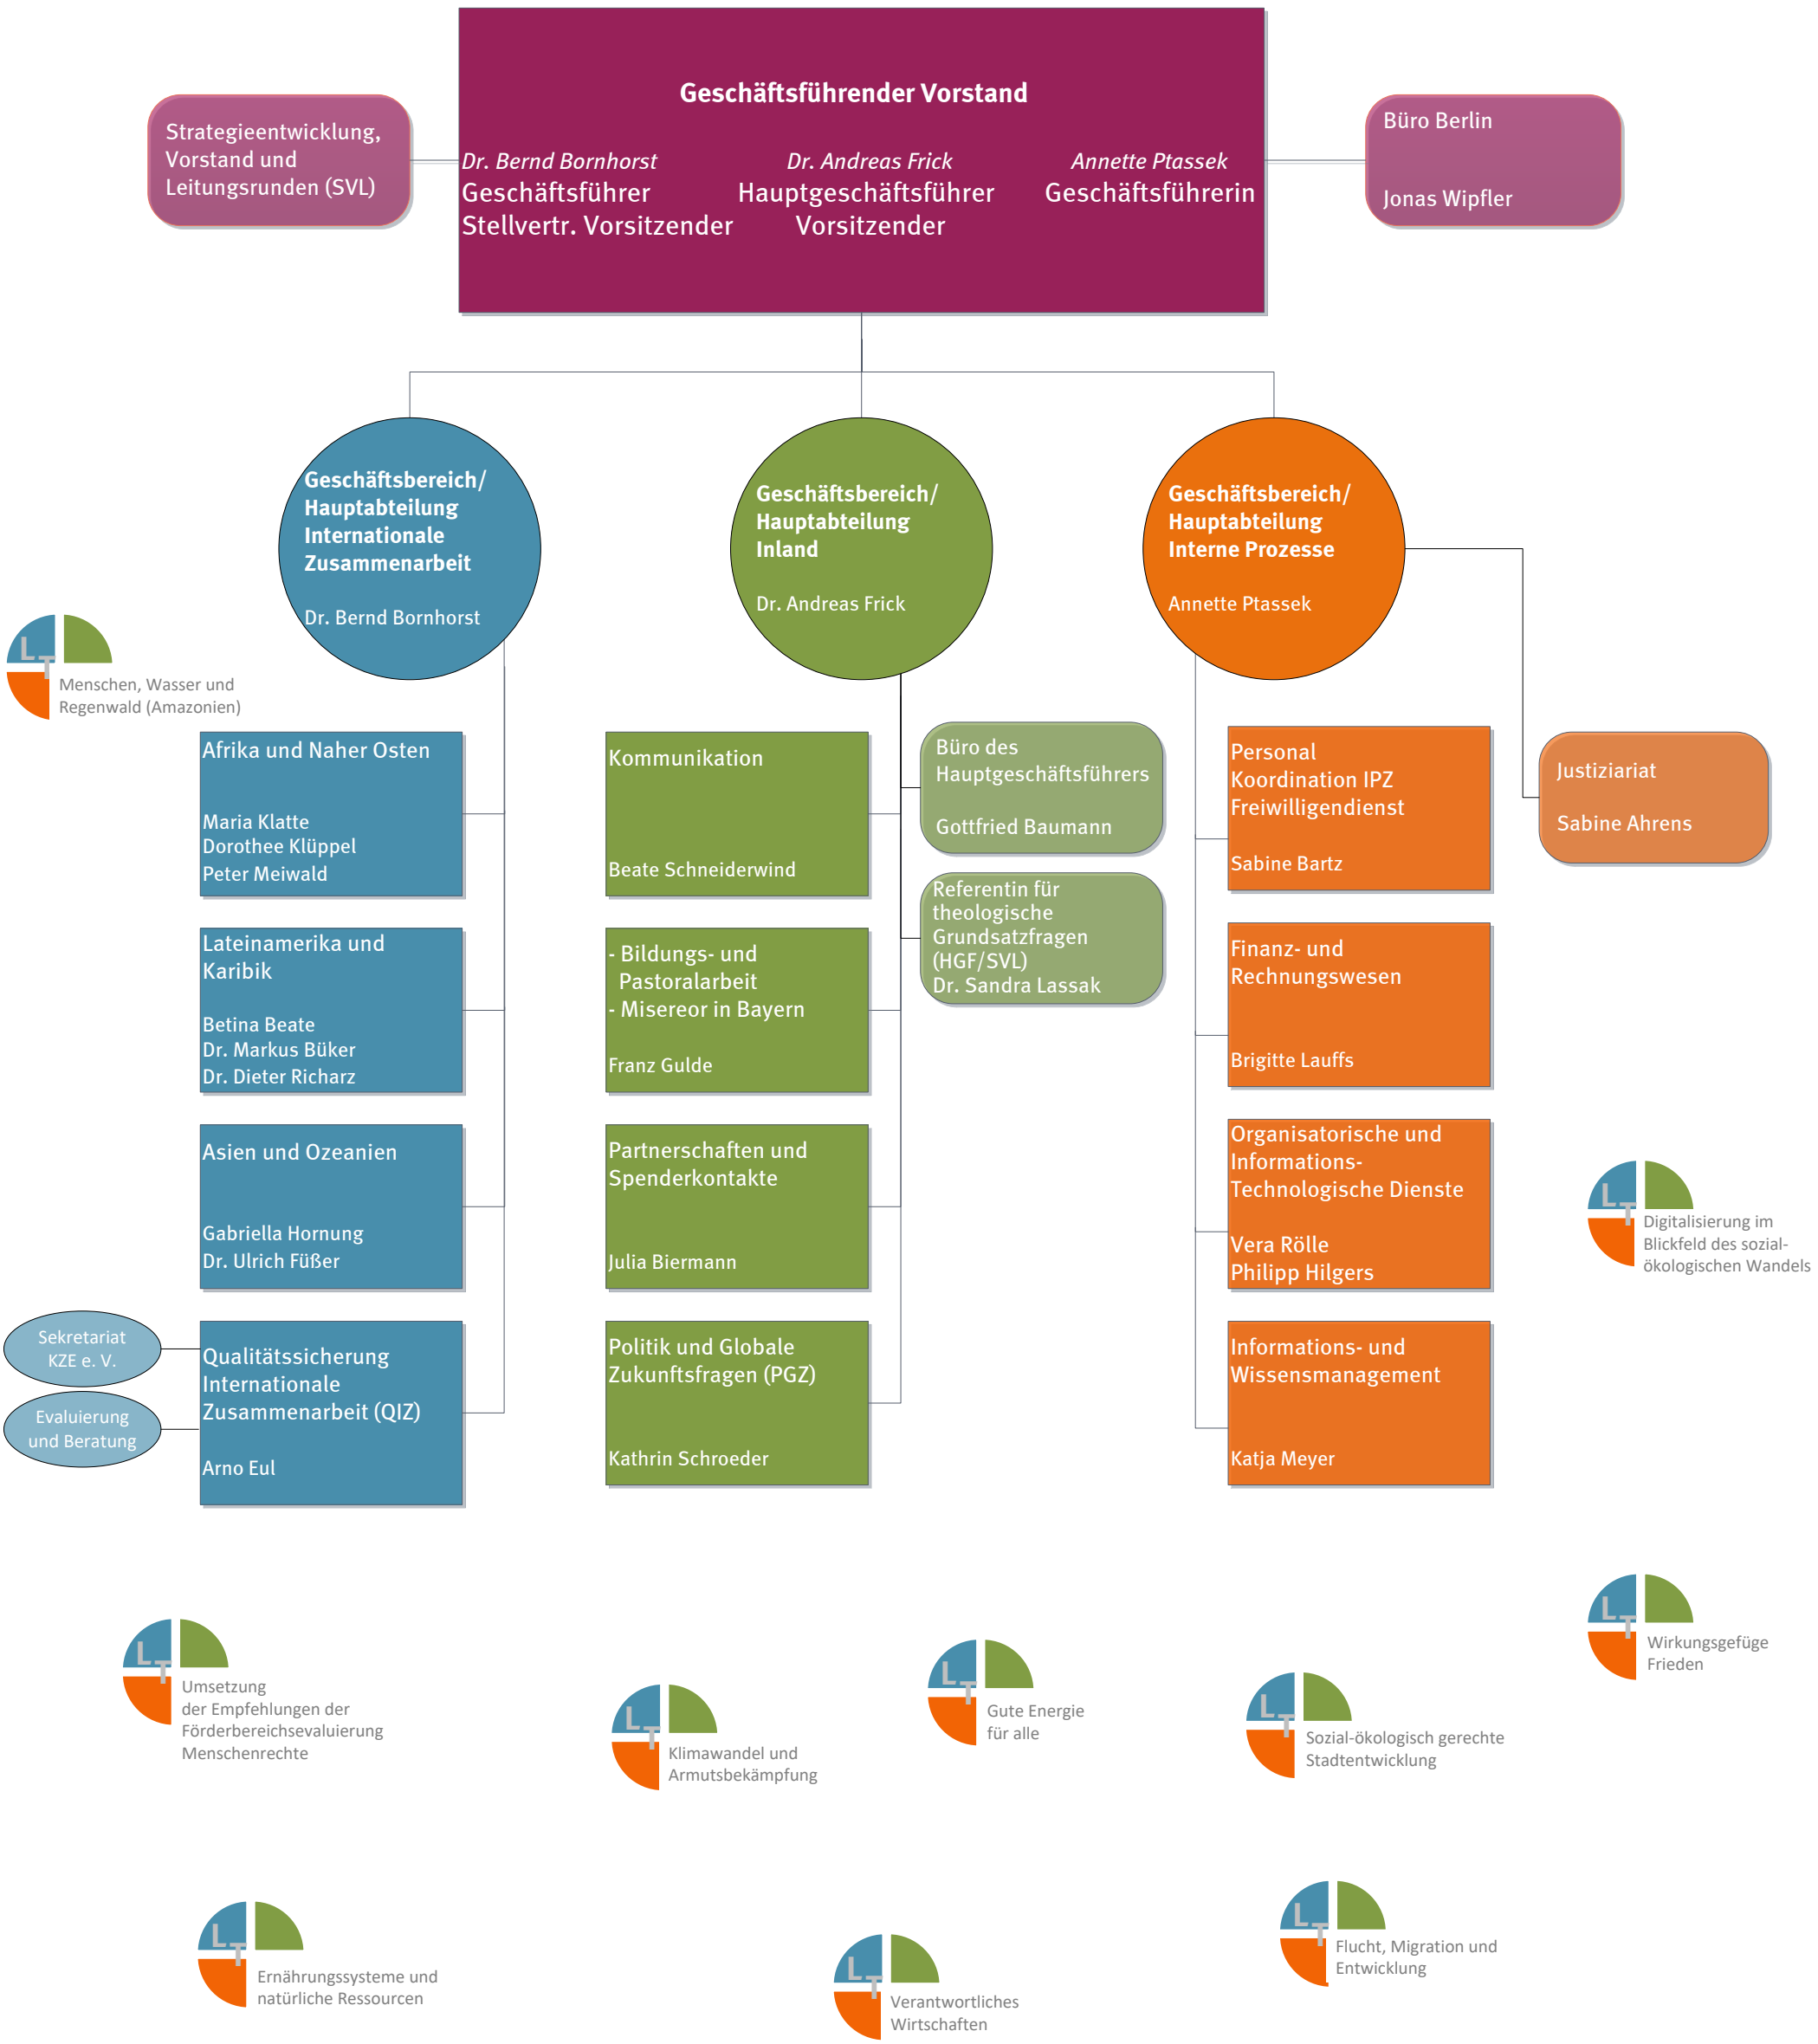 Geschäftsführender Vorstand
Strategieentwicklung,
Vorstand und
Leitungsrunden (SVL)
Dr. Bernd Bornhorst
Geschäftsführer
Stellvertr. Vorsitzender
Dr. Andreas Frick
Hauptgeschäftsführer
Vorsitzender
Annette Ptassek
Geschäftsführerin
Büro Berlin
Jonas Wipfler
Geschäftsbereich/
Hauptabteilung
Internationale
Zusammenarbeit
Dr. Bernd Bornhorst
Geschäftsbereich/
Hauptabteilung
Inland
Dr. Andreas Frick
Geschäftsbereich/
Hauptabteilung
Interne Prozesse
Annette Ptassek
LT
Menschen, Wasser und
Regenwald (Amazonien)
Afrika und Naher Osten
Maria Klatte
Dorothee Klüppel
Peter Meiwald
Lateinamerika und
Karibik
Betina Beate
Dr. Markus Büker
Dr. Dieter Richarz
Asien und Ozeanien
Gabriella Hornung
Dr. Ulrich Füßer
Sekretariat
KZE e. V.
Evaluierung
und Beratung
Qualitätssicherung
Internationale
Zusammenarbeit (QIZ)
Arno Eul
Kommunikation
Beate Schneiderwind
- Bildungs- und
Pastoralarbeit
- Misereor in Bayern
Franz Gulde
Partnerschaften und
Spenderkontakte
Julia Biermann
Politik und Globale
Zukunftsfragen (PGZ)
Kathrin Schroeder
Büro des
Hauptgeschäftsführers
Gottfried Baumann
Referentin für
theologische
Grundsatzfragen
(HGF/SVL)
Dr. Sandra Lassak
Personal
Koordination IPZ
Freiwilligendienst
Sabine Bartz
Finanz- und
Rechnungswesen
Brigitte Lauffs
Organisatorische und
Informations-
Technologische Dienste
Vera Rölle
Philipp Hilgers
Informations- und
Wissensmanagement
Katja Meyer
Justiziariat
Sabine Ahrens
LT
Digitalisierung im
Blickfeld des sozial-
ökologischen Wandels
LT
Wirkungsgefüge
Frieden
LT
Umsetzung
der Empfehlungen der
Förderbereichsevaluierung
Menschenrechte
LT
Klimawandel und
Armutsbekämpfung
LT
Gute Energie
für alle
LT
Sozial-ökologisch gerechte
Stadtentwicklung
LT
Ernährungssysteme und
natürliche Ressourcen
LT
Verantwortliches
Wirtschaften
LT
Flucht, Migration und
Entwicklung